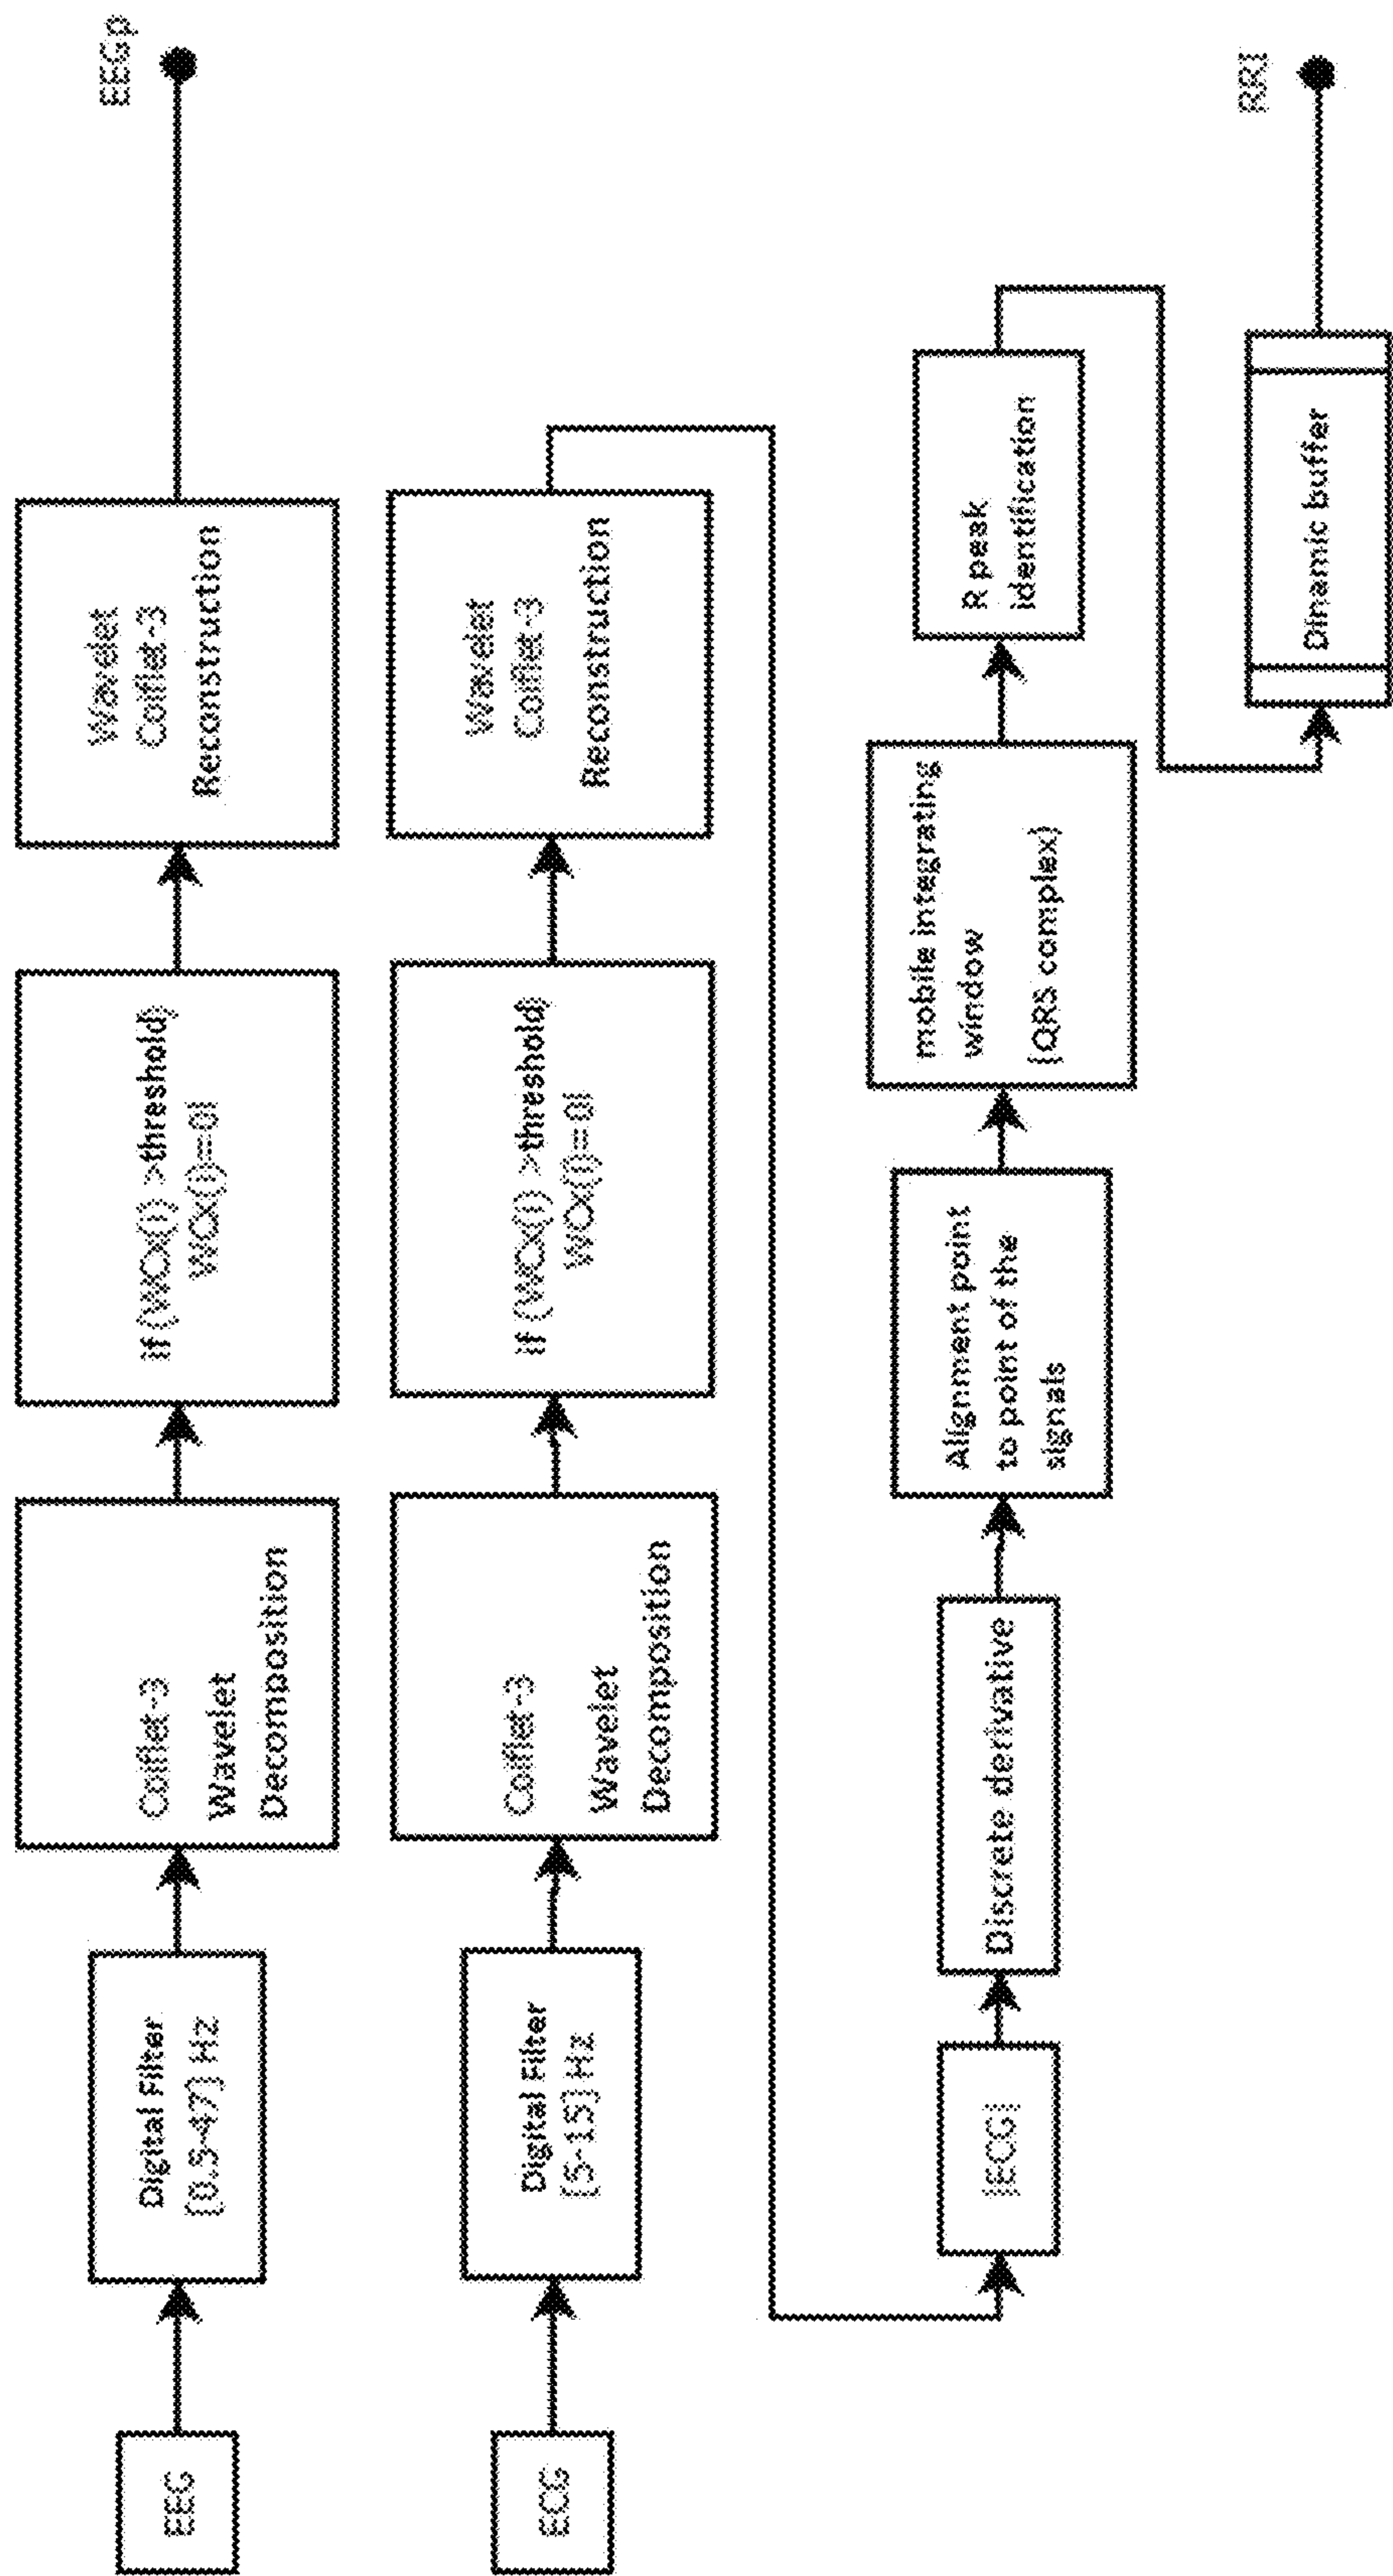 EEG
Digital Filter
[0.5-47] Hz
Coiflet-3
Wavelet
Decomposition
if (WCx(i) >threshold)
WCx(i)=0;
Wavelet
Coiflet-3
Reconstruction
EEGp
ECG
Digital Filter
[5-15] Hz
Coiflet-3
Wavelet
Decomposition
if (WCx(i) >threshold)
WCx(i)=0;
Wavelet
Coiflet-3
Reconstruction
|ECG|
Discrete derivative
Alignment point
to point of the
signals
mobile integrating
window
(QRS complex)
R peak
identification
Dinamic buffer
RRI